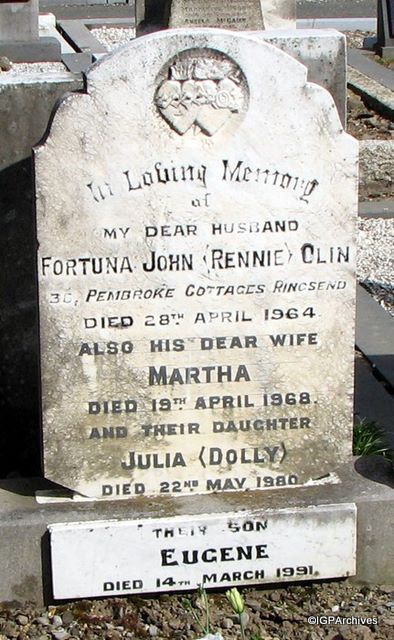 In Loving Memory
of
MY DEAR HUSBAND
FORTUNA JOHN (RENNIE) OLIN
36, PEMBROKE COTTAGES RINGSEND
DIED 28TH APRIL 1964.
ALSO HIS DEAR WIFE
MARTHA
DIED 19TH APRIL 1968.
AND THEIR DAUGHTER
JULIA (DOLLY)
DIED 22ND MAY 1980
THEIR SON
EUGENE
DIED 14TH MARCH 1991.
©IGPArchives